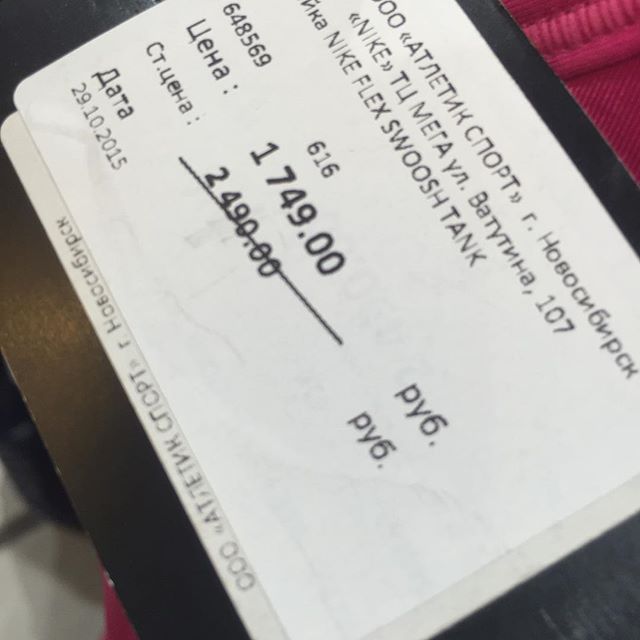 ООО «АТЛЕТИК СПОРТ» г. Новосибирск
«NIKE» ТЦ МЕГА ул. Ватутина, 107
NIKE FLEX SWOOSH TANK
648569 616
Цена : 1 749.00 руб.
Ст.цена : 2 490.00 руб.
Дата
29.10.2015
ООО «АТЛЕТИК СПОРТ» г. Новосибирск